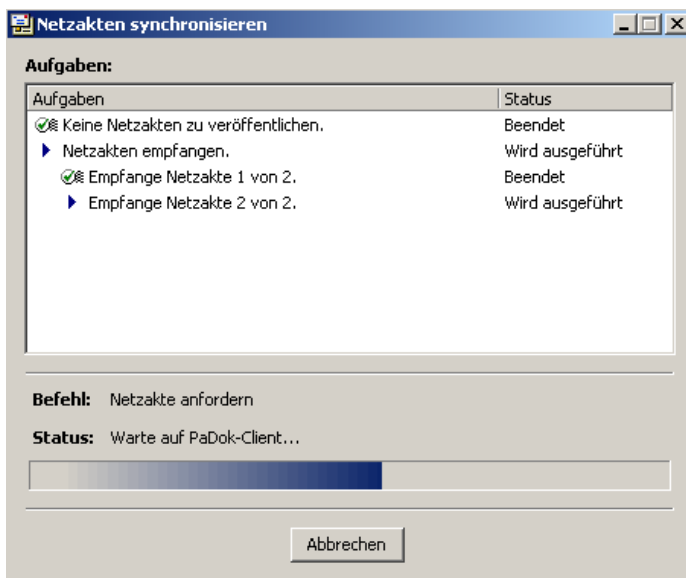 Netzakten synchronisieren
Aufgaben:
Aufgaben Status
Keine Netzakten zu veröffentlichen. Beendet
Netzakten empfangen. Wird ausgeführt
Empfange Netzakte 1 von 2. Beendet
Empfange Netzakte 2 von 2. Wird ausgeführt
Befehl: Netzakte anfordern
Status: Warte auf PaDok-Client...
Abbrechen